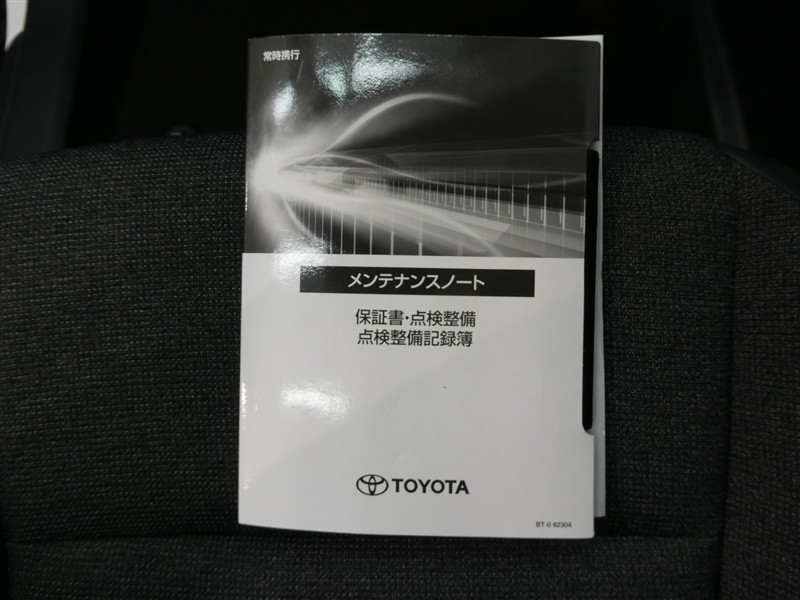 常時携行
メンテナンスノート
保証書・点検整備
点検整備記録簿
TOYOTA
BT-0 62304